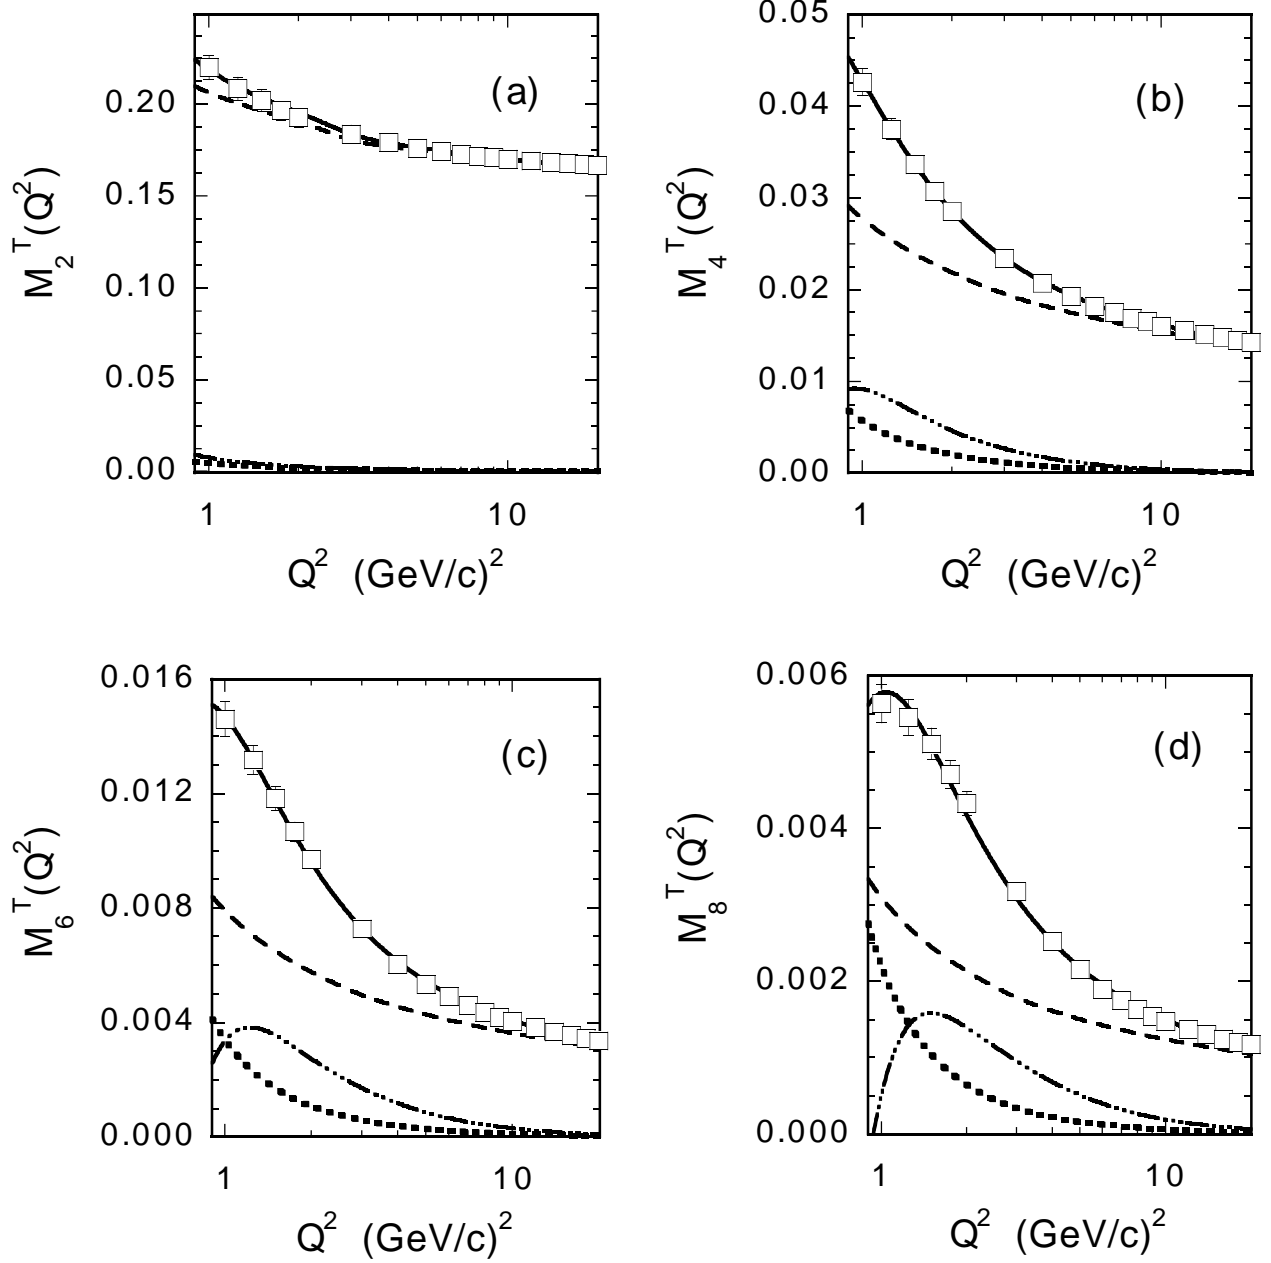 (a)
0.20
0.15
0.10
0.05
0.00
M₂ᵀ(Q²)
1 10
Q² (GeV/c)²
(b)
0.05
0.04
0.03
0.02
0.01
0.00
M₄ᵀ(Q²)
1 10
Q² (GeV/c)²
(c)
0.016
0.012
0.008
0.004
0.000
M₆ᵀ(Q²)
1 10
Q² (GeV/c)²
(d)
0.006
0.004
0.002
0.000
M₈ᵀ(Q²)
1 10
Q² (GeV/c)²